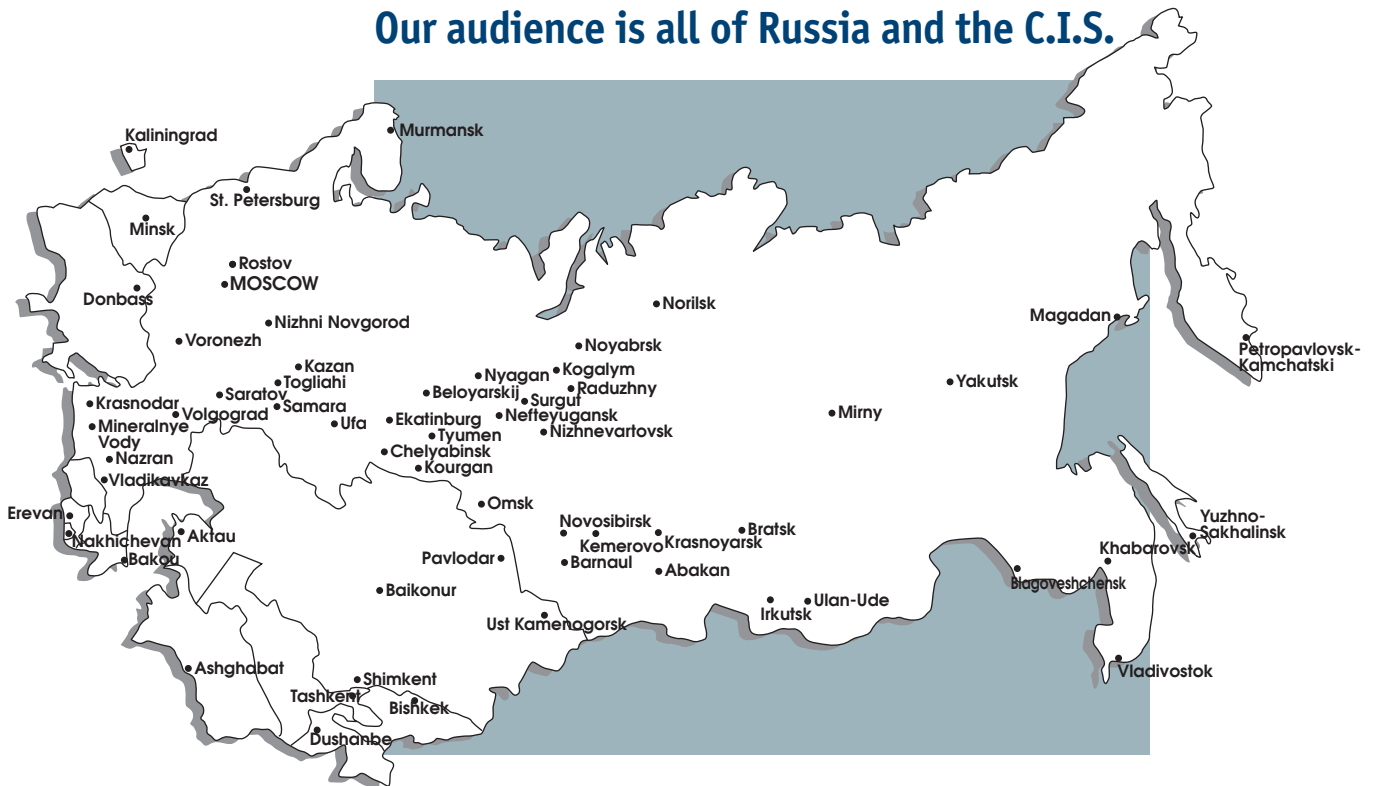 Our audience is all of Russia and the C.I.S.
Kaliningrad
Murmansk
St. Petersburg
Minsk
Rostov
MOSCOW
Donbass
Norilsk
Magadan
Nizhni Novgorod
Voronezh
Noyabrsk
Petropavlovsk-
Kamchatski
Kazan
Kogalym
Nyagan
Togliahi
Yakutsk
Raduzhny
Beloyarskij
Saratov
Surgut
Krasnodar
Samara
Volgograd
Nefteyugansk
Mirny
Ekatinburg
Ufa
Mineralnye
Vody
Nizhnevartovsk
Tyumen
Chelyabinsk
Nazran
Kourgan
Vladikavkaz
Omsk
Erevan
Yuzhno-
Sakhalinsk
Novosibirsk
Bratsk
Aktau
Nakhichevan
Krasnoyarsk
Kemerovo
Khabarovsk
Bakou
Pavlodar
Barnaul
Abakan
Blagoveshchensk
Baikonur
Ulan-Ude
Irkutsk
Ust Kamenogorsk
Ashghabat
Vladivostok
Shimkent
Tashkent
Bishkek
Dushanbe